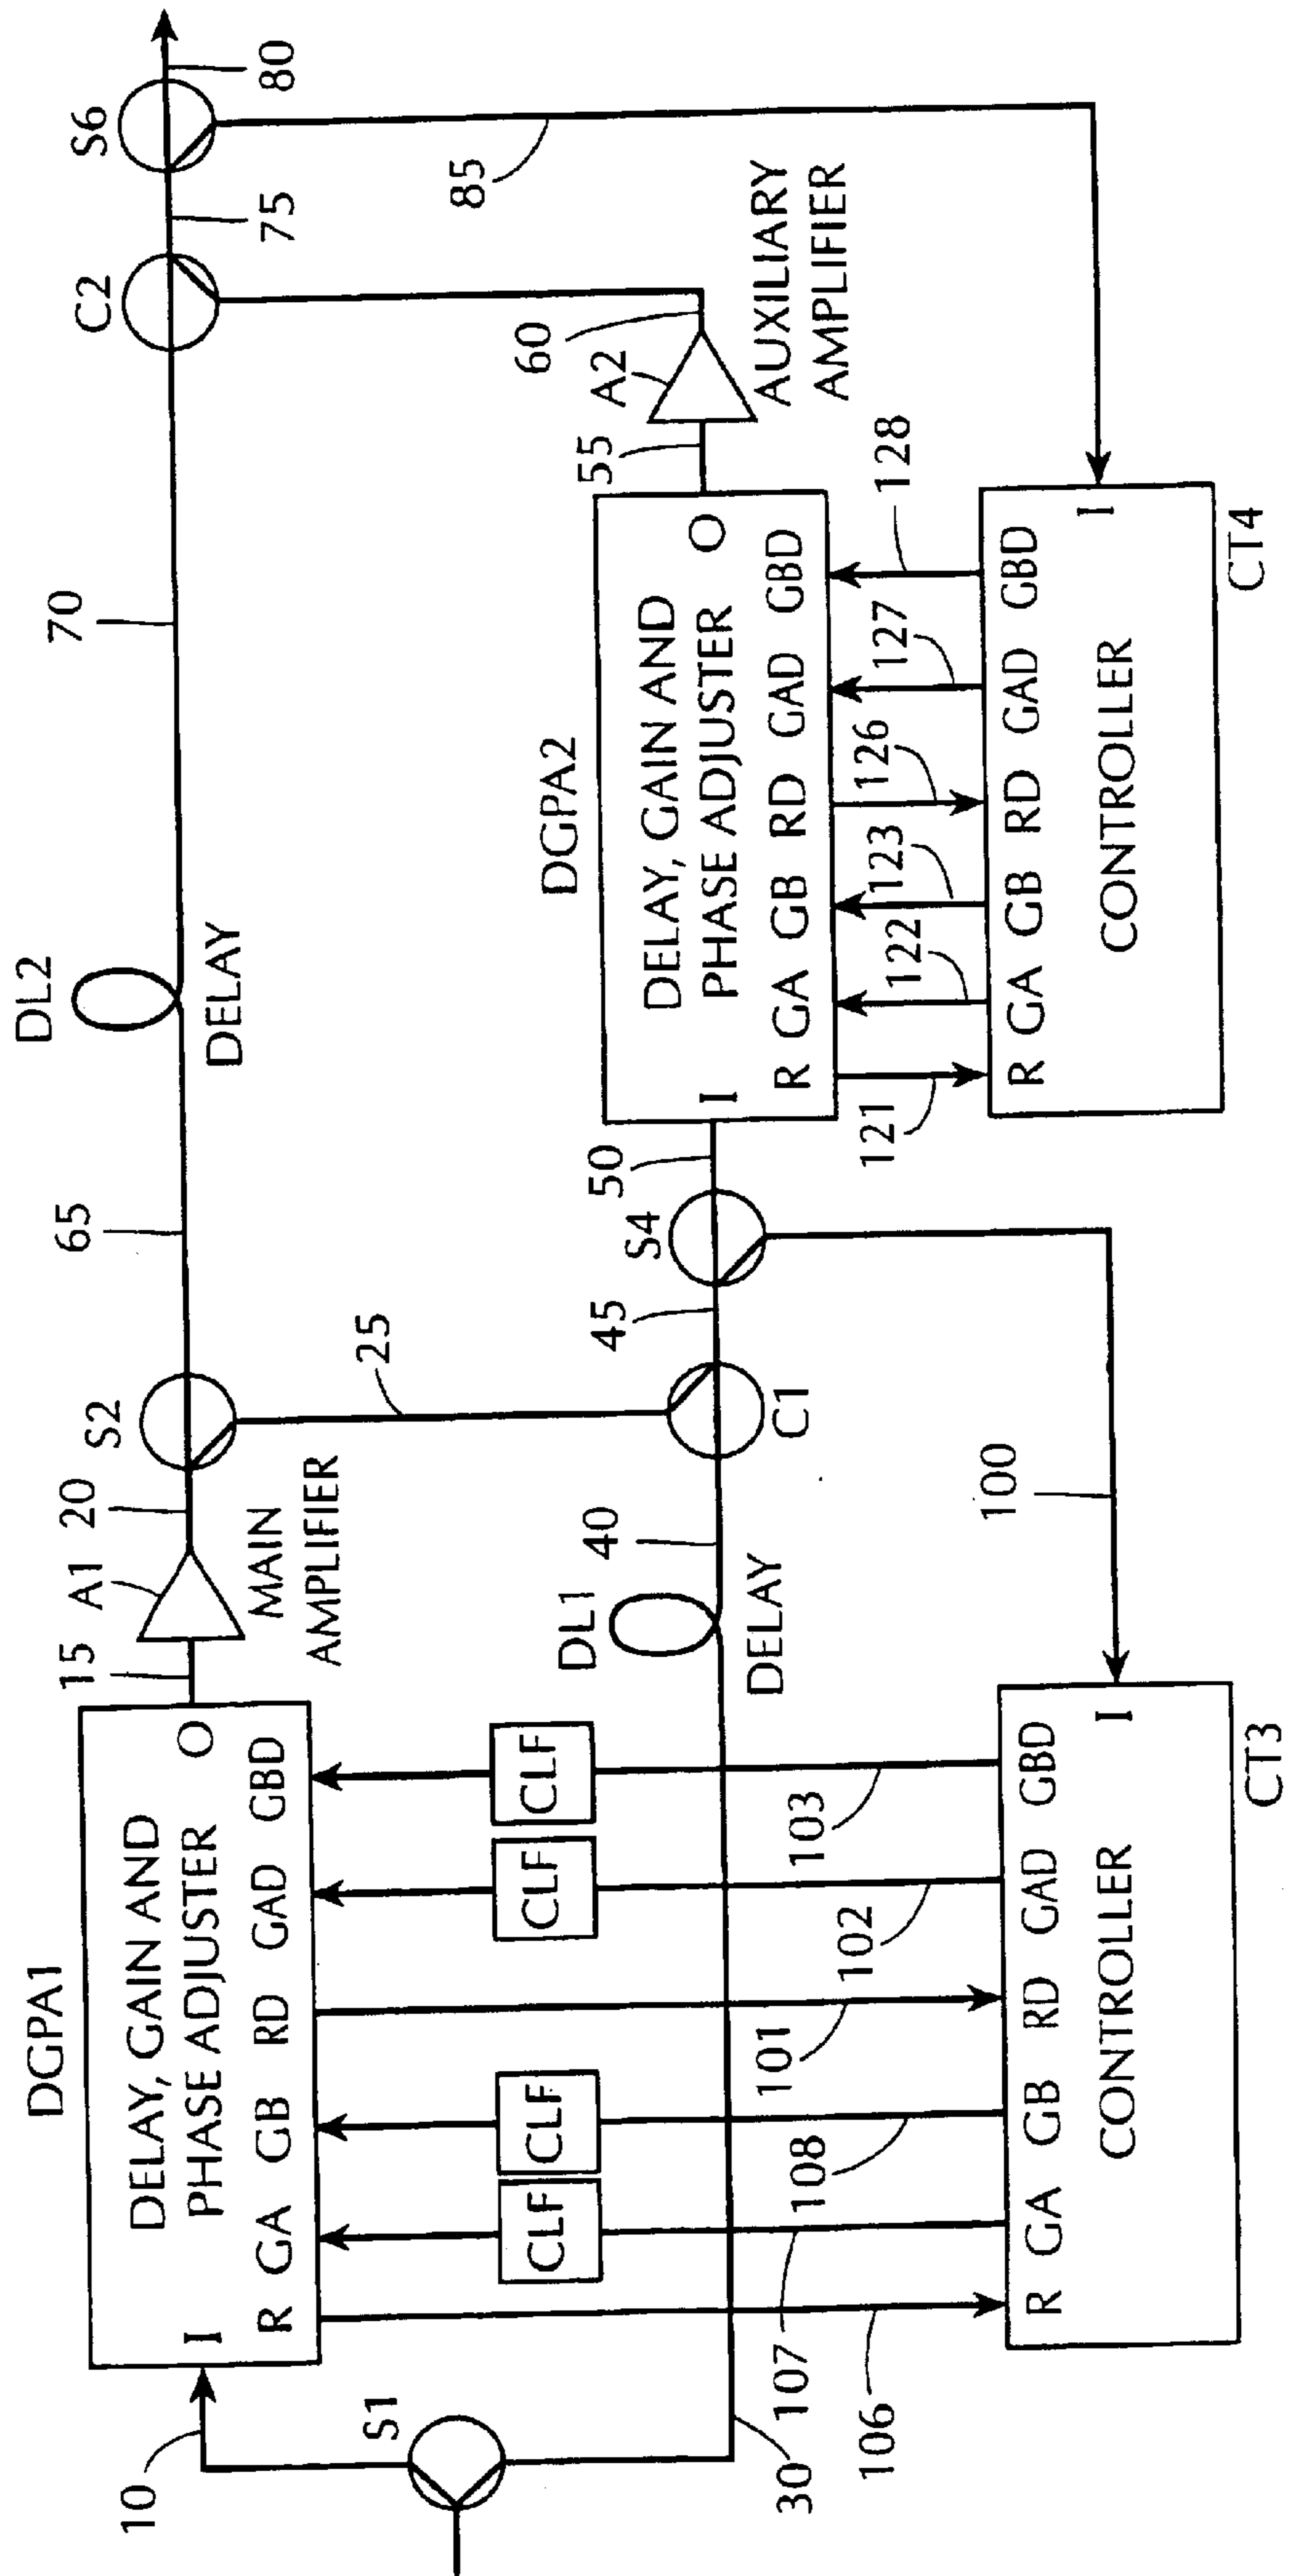 DGPA1
DELAY, GAIN AND
PHASE ADJUSTER
I
O
R GA GB RD GAD GBD
10
S1
15
A1
MAIN
AMPLIFIER
20
S2
25
65
DL2
DELAY
70
C2
75
S6
80
85
CLF
CLF
CLF
CLF
30
DL1
DELAY
40
C1
45
S4
50
DGPA2
DELAY, GAIN AND
PHASE ADJUSTER
I
O
R GA GB RD GAD GBD
55
A2
60
AUXILIARY
AMPLIFIER
106
107
108
101
102
103
100
R GA GB RD GAD GBD
I
CONTROLLER
CT3
121
122
123
126
127
128
R GA GB RD GAD GBD
I
CONTROLLER
CT4